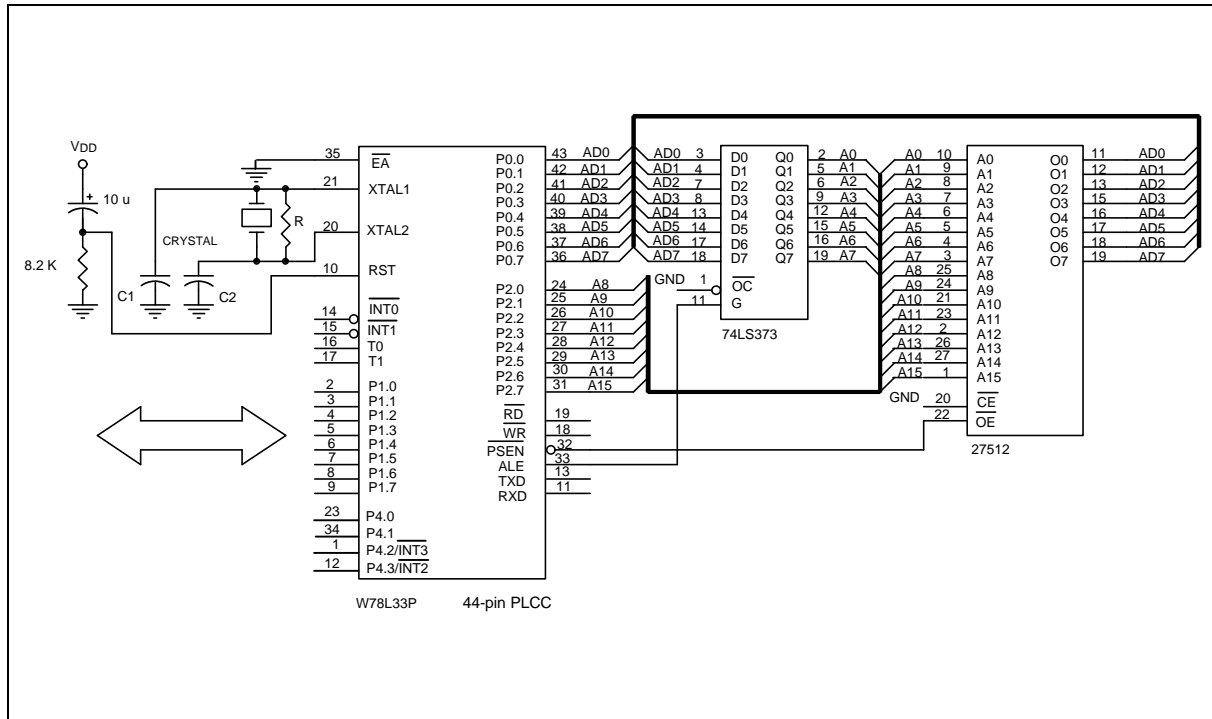 VDD
10 u
8.2 K
C1
C2
CRYSTAL
R
35 EA
21 XTAL1
20 XTAL2
10 RST
14 INT0
15 INT1
16 T0
17 T1
2 P1.0
3 P1.1
4 P1.2
5 P1.3
6 P1.4
7 P1.5
8 P1.6
9 P1.7
23 P4.0
34 P4.1
1 P4.2/INT3
12 P4.3/INT2
P0.0 43 AD0
P0.1 42 AD1
P0.2 41 AD2
P0.3 40 AD3
P0.4 39 AD4
P0.5 38 AD5
P0.6 37 AD6
P0.7 36 AD7
P2.0 24 A8
P2.1 25 A9
P2.2 26 A10
P2.3 27 A11
P2.4 28 A12
P2.5 29 A13
P2.6 30 A14
P2.7 31 A15
RD 19
WR 18
PSEN 32
ALE 33
TXD 13
RXD 11
W78L33P 44-pin PLCC
AD0 3 D0 Q0 2 A0
AD1 4 D1 Q1 5 A1
AD2 7 D2 Q2 6 A2
AD3 8 D3 Q3 9 A3
AD4 13 D4 Q4 12 A4
AD5 14 D5 Q5 15 A5
AD6 17 D6 Q6 16 A6
AD7 18 D7 Q7 19 A7
GND 1 OC
11 G
74LS373
A0 10 A0
A1 9 A1
A2 8 A2
A3 7 A3
A4 6 A4
A5 5 A5
A6 4 A6
A7 3 A7
A8 25 A8
A9 24 A9
A10 21 A10
A11 23 A11
A12 2 A12
A13 26 A13
A14 27 A14
A15 1 A15
GND 20 CE
22 OE
O0 11 AD0
O1 12 AD1
O2 13 AD2
O3 15 AD3
O4 16 AD4
O5 17 AD5
O6 18 AD6
O7 19 AD7
27512